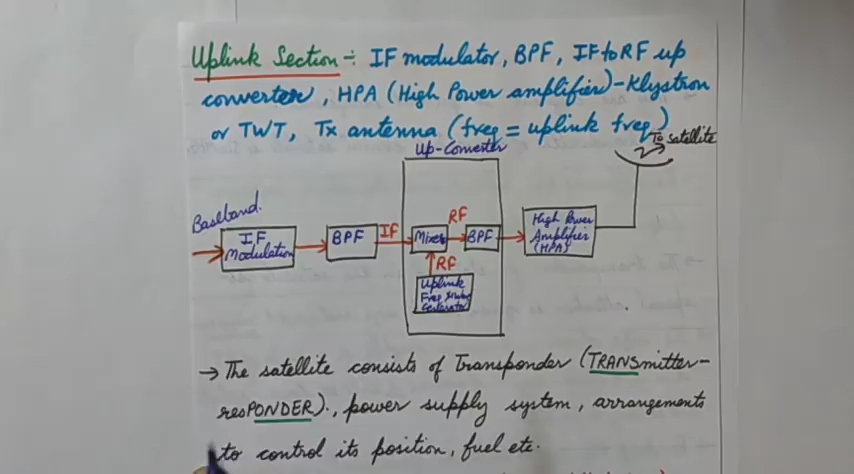 Uplink Section :- IF modulator, BPF, IF to RF up
converter, HPA (High Power amplifier) - Klystron
or TWT, Tx antenna (freq = uplink freq)
To satellite
Up-Converter
Baseband.
IF
Modulation
BPF
IF
Mixer
RF
BPF
High Power
Amplifier
(HPA)
RF
Uplink
Freq
Generator
→ The satellite consists of Transponder (TRANSmitter-
resPONDER), power supply system, arrangements
to control its position, fuel etc.